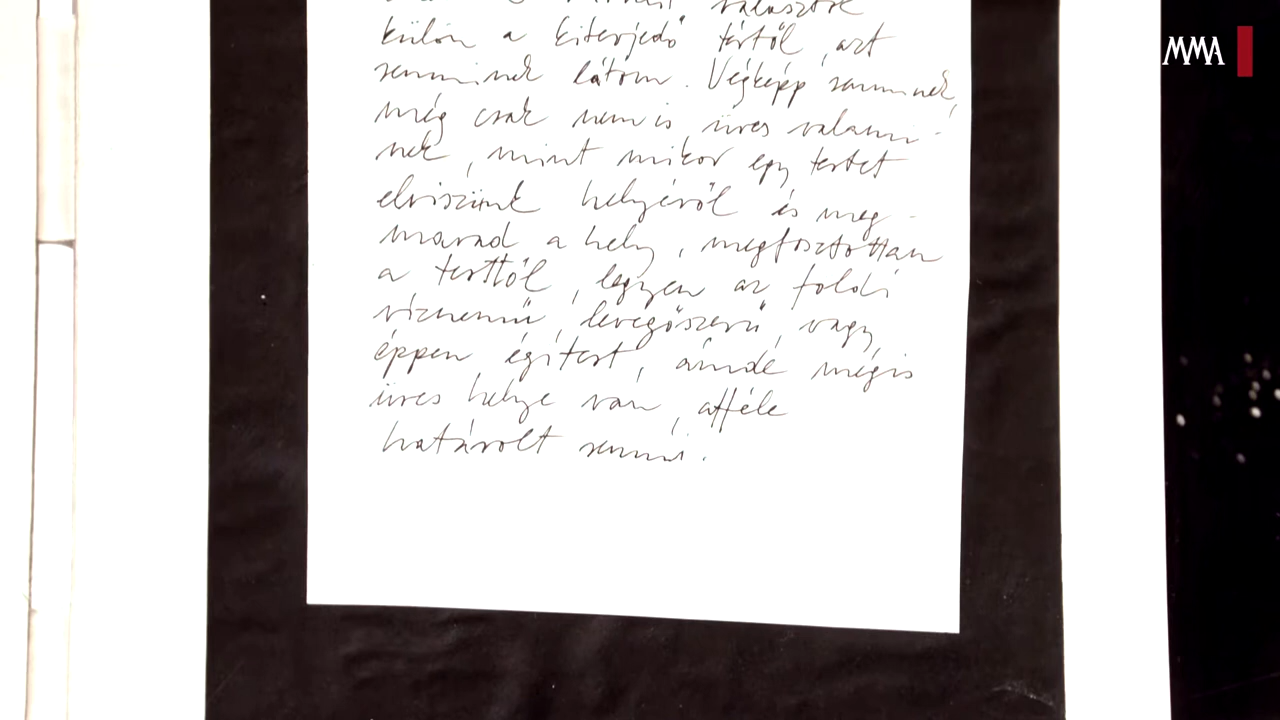 választok
külön a kiterjedő tértől, azt
semminek látom. Végképp semminek,
még csak nem is üres valami-
nek, mint mikor egy testet
elviszünk helyéről és meg-
marad a hely, megfosztottan
a testtől, legyen az földi
víznemű, levegőszerű, vagy
éppen égitest, ámde mégis
üres helye van, afféle
határolt semmi.
MMA